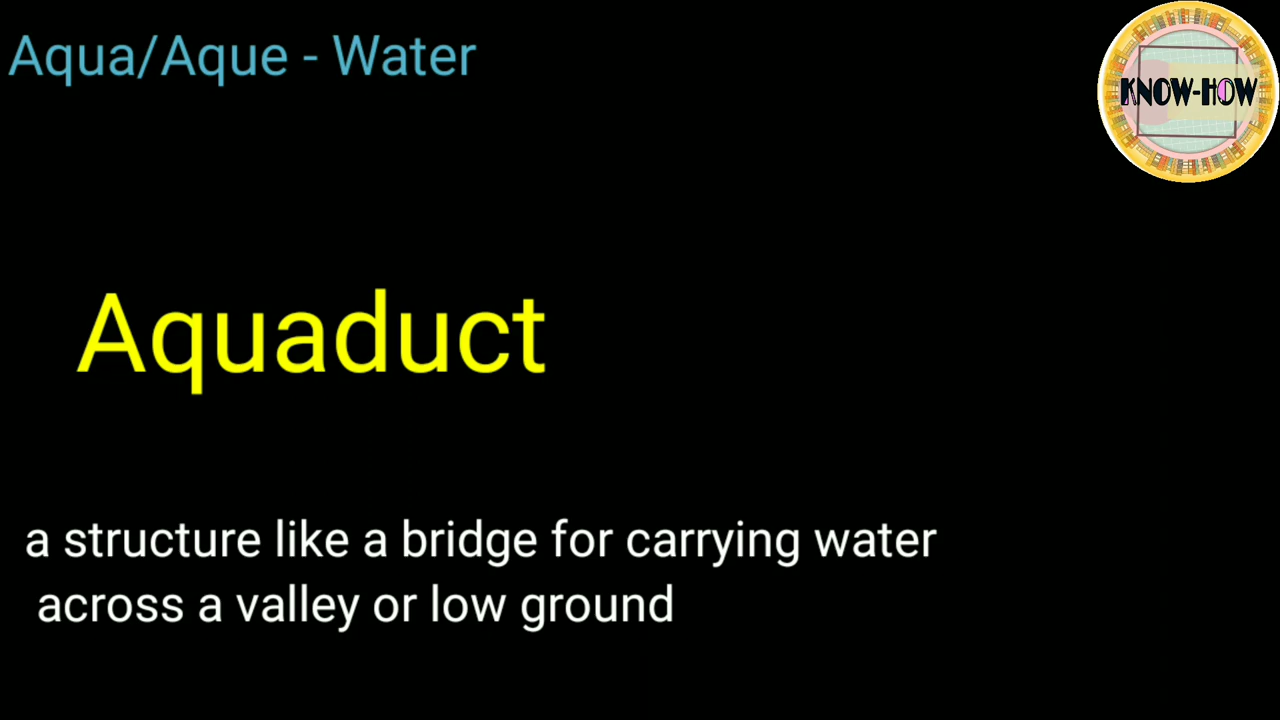 Aqua/Aque - Water
KNOW-HOW
Aquaduct
a structure like a bridge for carrying water
across a valley or low ground